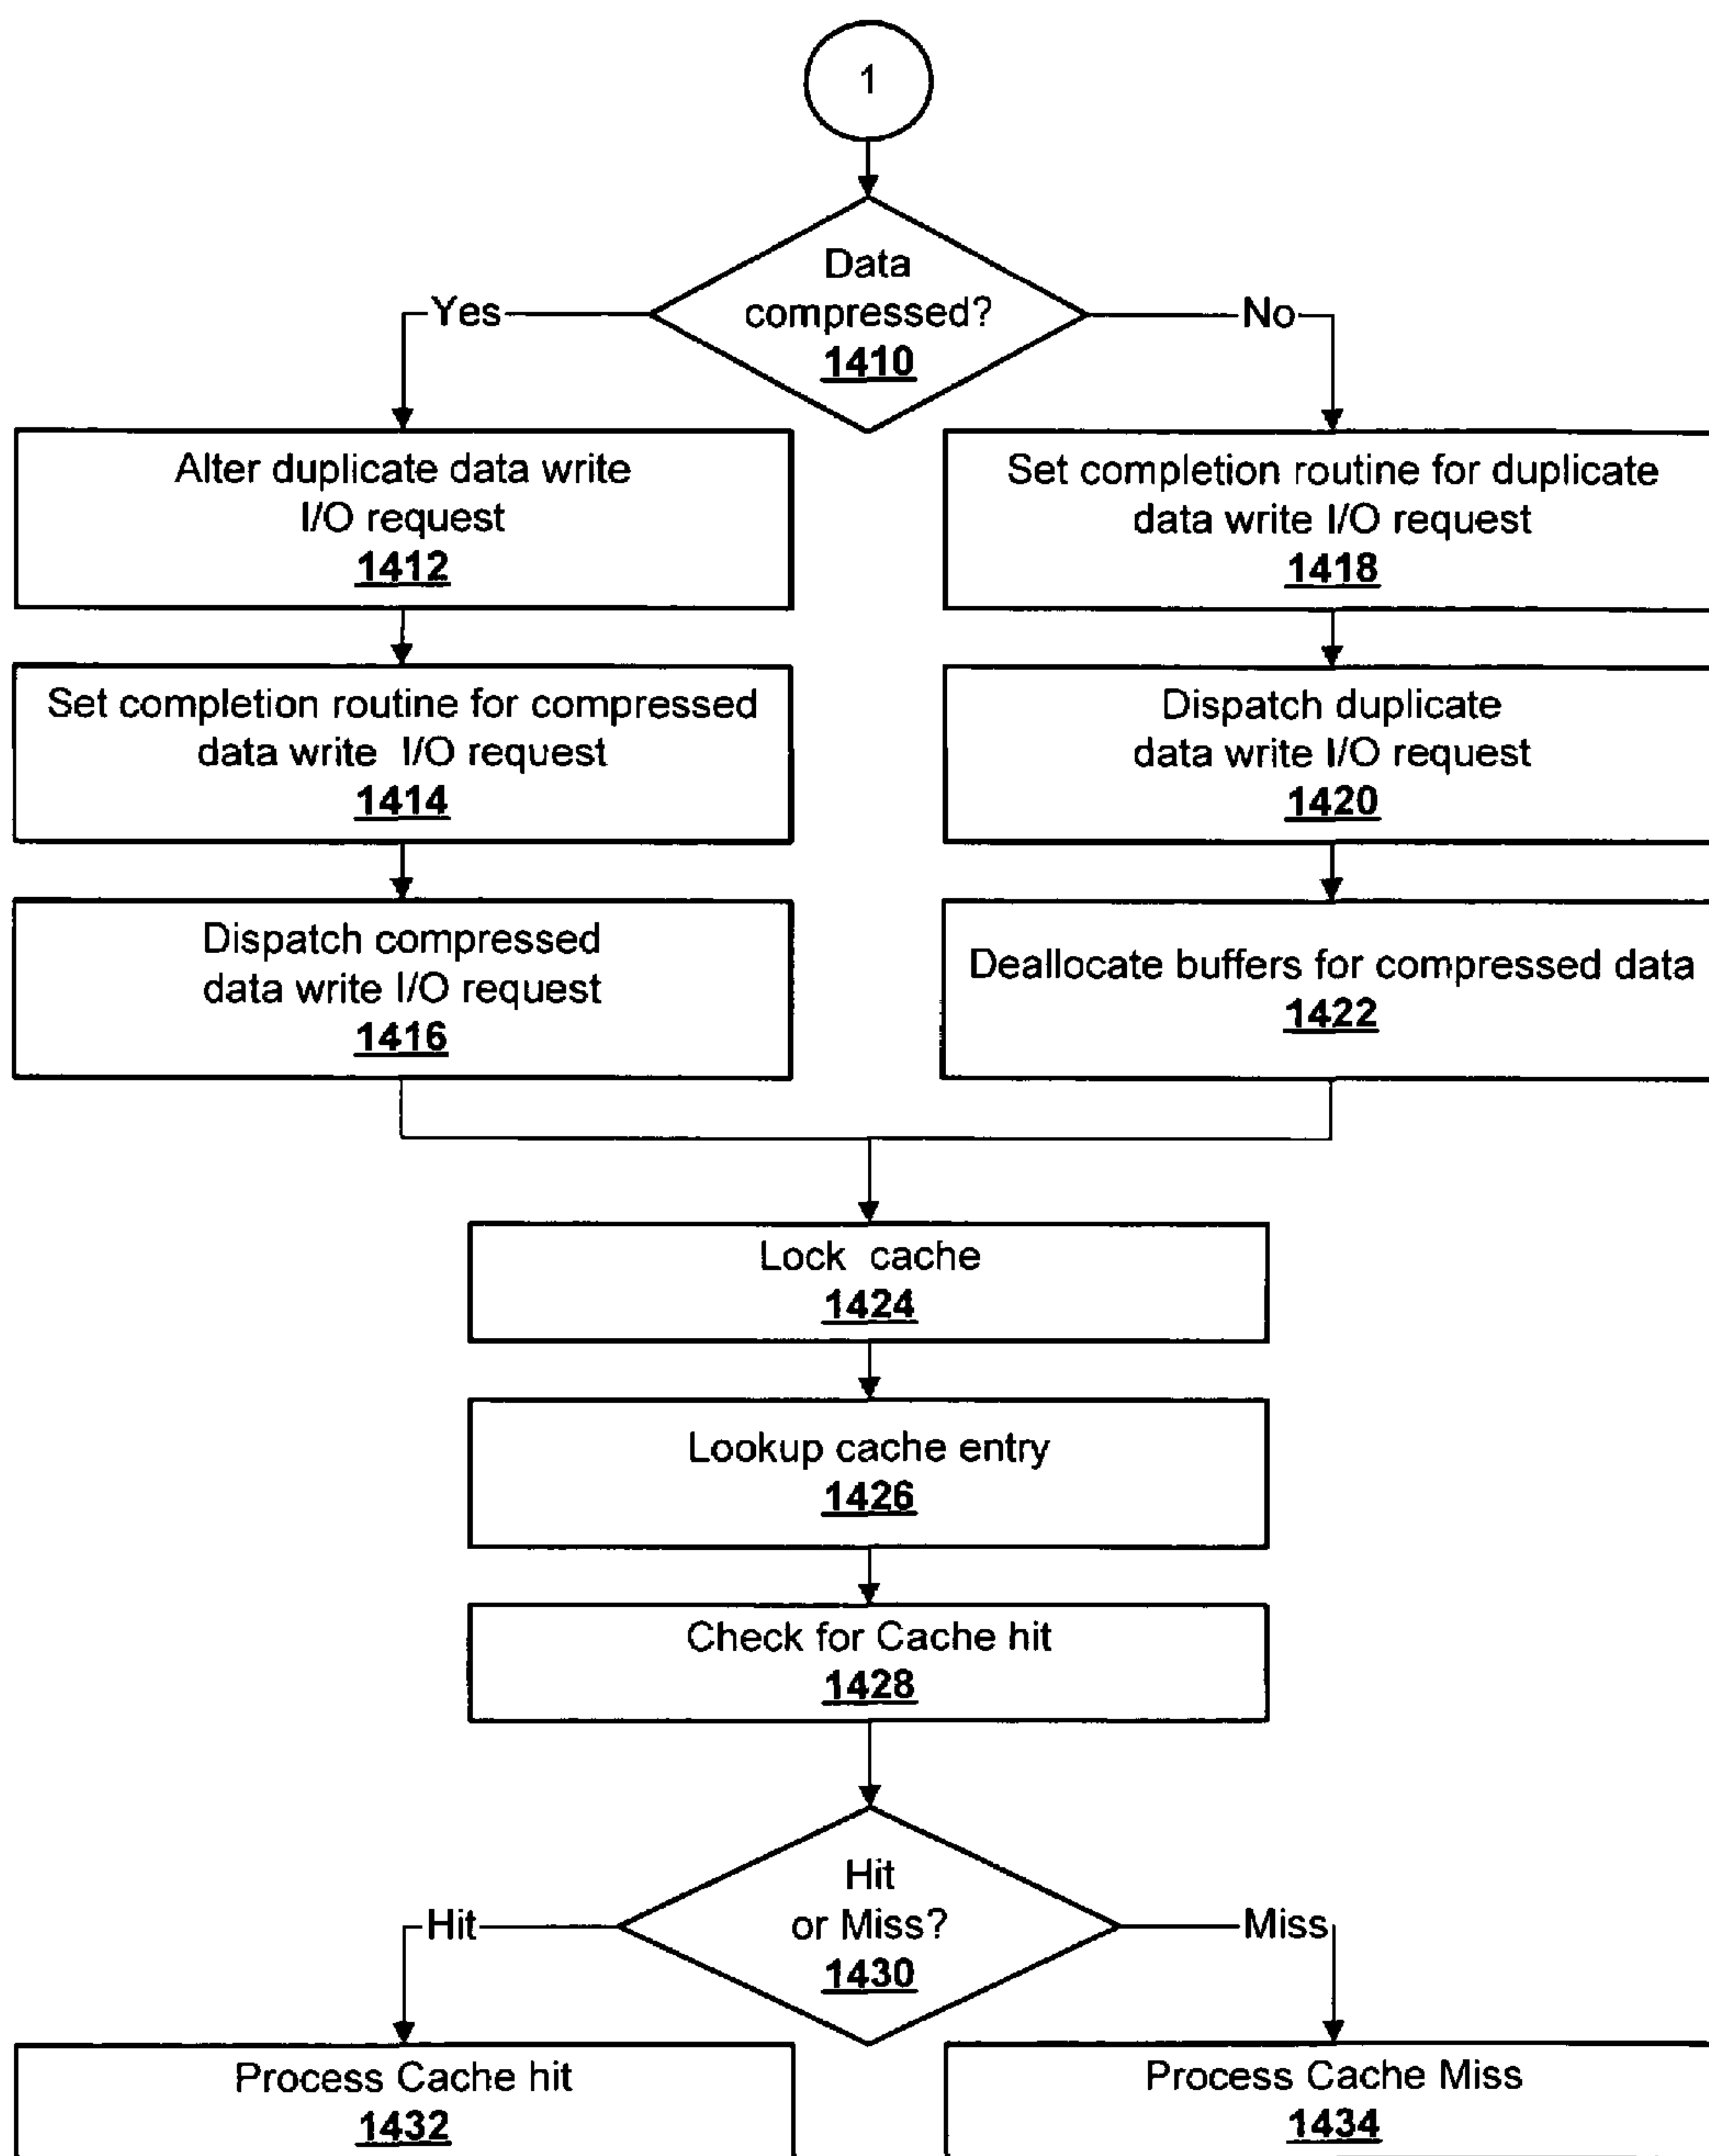 1
Data
compressed?
1410
Yes
No
Alter duplicate data write
I/O request
1412
Set completion routine for duplicate
data write I/O request
1418
Set completion routine for compressed
data write I/O request
1414
Dispatch duplicate
data write I/O request
1420
Dispatch compressed
data write I/O request
1416
Deallocate buffers for compressed data
1422
Lock cache
1424
Lookup cache entry
1426
Check for Cache hit
1428
Hit
or Miss?
1430
Hit
Miss
Process Cache hit
1432
Process Cache Miss
1434